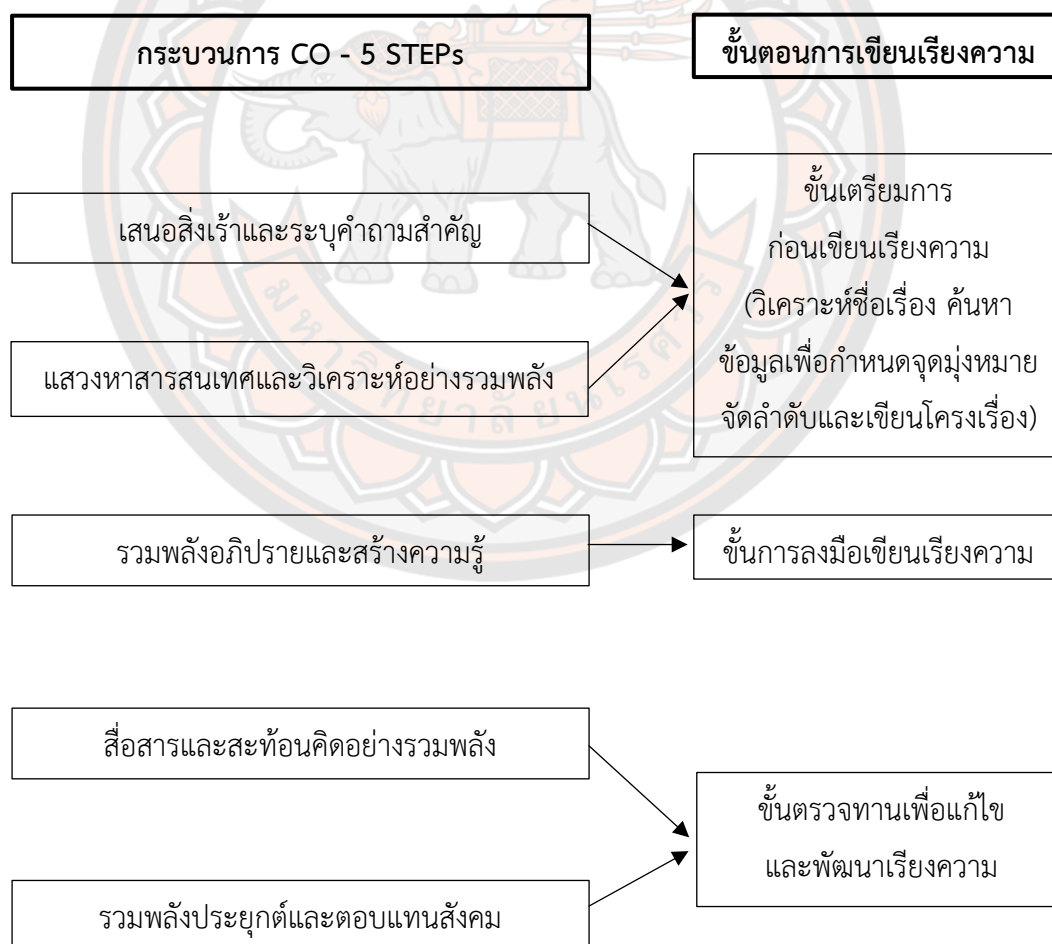 กระบวนการ CO - 5 STEPs
ขั้นตอนการเขียนเรียงความ
เสนอสิ่งเร้าและระบุคำถามสำคัญ
แสวงหาสารสนเทศและวิเคราะห์อย่างรวมพลัง
ขั้นเตรียมการ
ก่อนเขียนเรียงความ
(วิเคราะห์ชื่อเรื่อง ค้นหา
ข้อมูลเพื่อกำหนดจุดมุ่งหมาย
จัดลำดับและเขียนโครงเรื่อง)
รวมพลังอภิปรายและสร้างความรู้
ขั้นการลงมือเขียนเรียงความ
สื่อสารและสะท้อนคิดอย่างรวมพลัง
รวมพลังประยุกต์และตอบแทนสังคม
ขั้นตรวจทานเพื่อแก้ไข
และพัฒนาเรียงความ
มหาวิทยาลัยนเรศวร